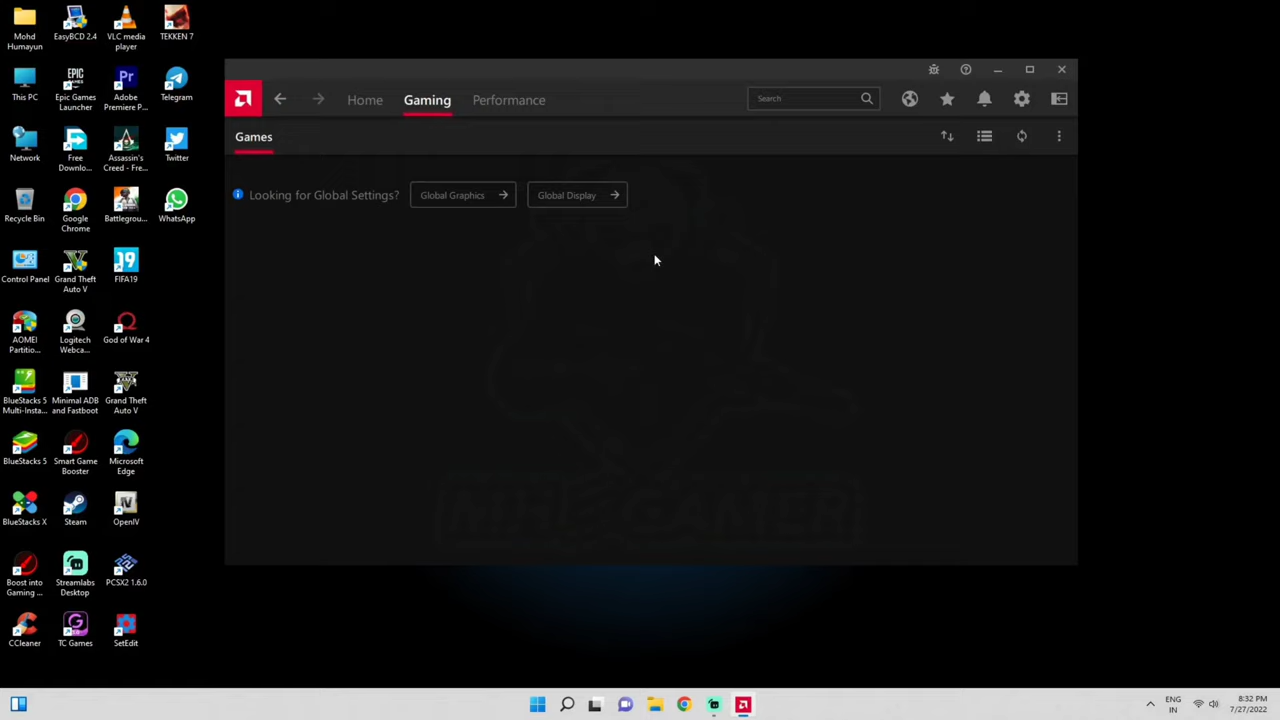 Mohd
Humayun
EasyBCD 2.4
VLC media
player
TEKKEN 7
This PC
EPIC
GAMES
Epic Games
Launcher
Pr
Adobe
Premiere P...
Telegram
Network
Free
Downlo...
Assassin's
Creed - Fre...
Twitter
Recycle Bin
Google
Chrome
Battlegrou...
WhatsApp
Control Panel
Grand Theft
Auto V
19
FIFA19
AOMEI
Partitio...
Logitech
Webca...
God of War 4
BlueStacks 5
Multi-Insta...
Minimal ADB
and Fastboot
Grand Theft
Auto V
BlueStacks 5
Smart Game
Booster
Microsoft
Edge
BlueStacks X
Steam
IV
OpenIV
Boost into
Gaming ...
Streamlabs
Desktop
PCSX2 1.6.0
CCleaner
TC Games
SetEdit
Home
Gaming
Performance
Search
Games
Looking for Global Settings?
Global Graphics
Global Display
ENG
IN
8:32 PM
7/27/2022